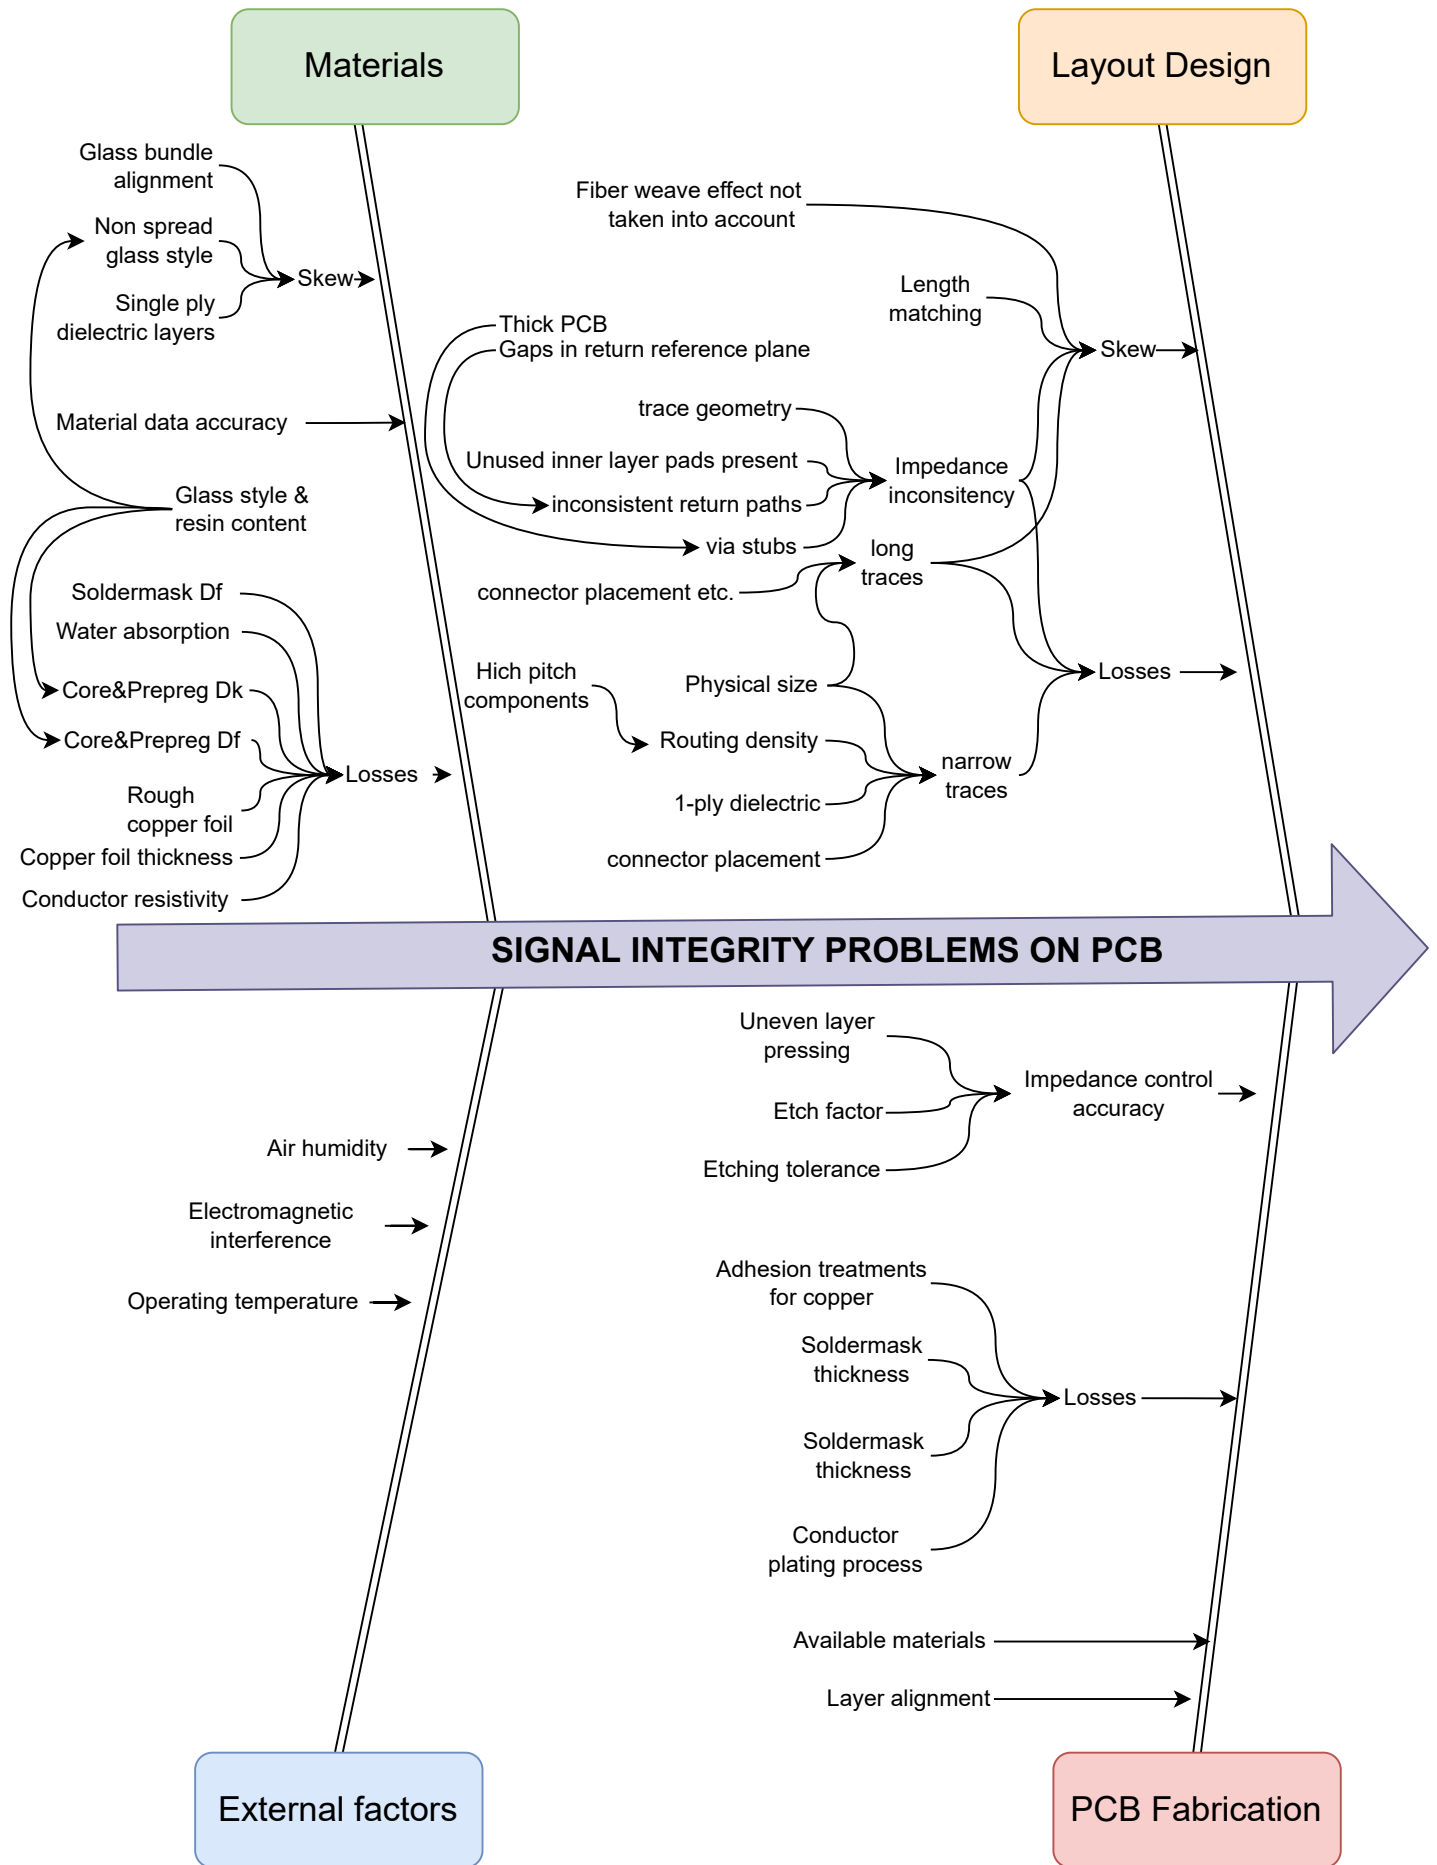 Materials
Layout Design
Glass bundle
alignment
Non spread
glass style
Single ply
dielectric layers
Skew
Material data accuracy
Glass style &
resin content
Soldermask Df
Water absorption
Core&Prepreg Dk
Core&Prepreg Df
Rough
copper foil
Copper foil thickness
Conductor resistivity
Losses
Fiber weave effect not
taken into account
Length
matching
Skew
Thick PCB
Gaps in return reference plane
trace geometry
Unused inner layer pads present
inconsistent return paths
via stubs
Impedance
inconsitency
long
traces
connector placement etc.
Hich pitch
components
Physical size
Routing density
1-ply dielectric
connector placement
narrow
traces
Losses
SIGNAL INTEGRITY PROBLEMS ON PCB
Uneven layer
pressing
Etch factor
Etching tolerance
Impedance control
accuracy
Air humidity
Electromagnetic
interference
Operating temperature
Adhesion treatments
for copper
Soldermask
thickness
Soldermask
thickness
Conductor
plating process
Losses
Available materials
Layer alignment
External factors
PCB Fabrication